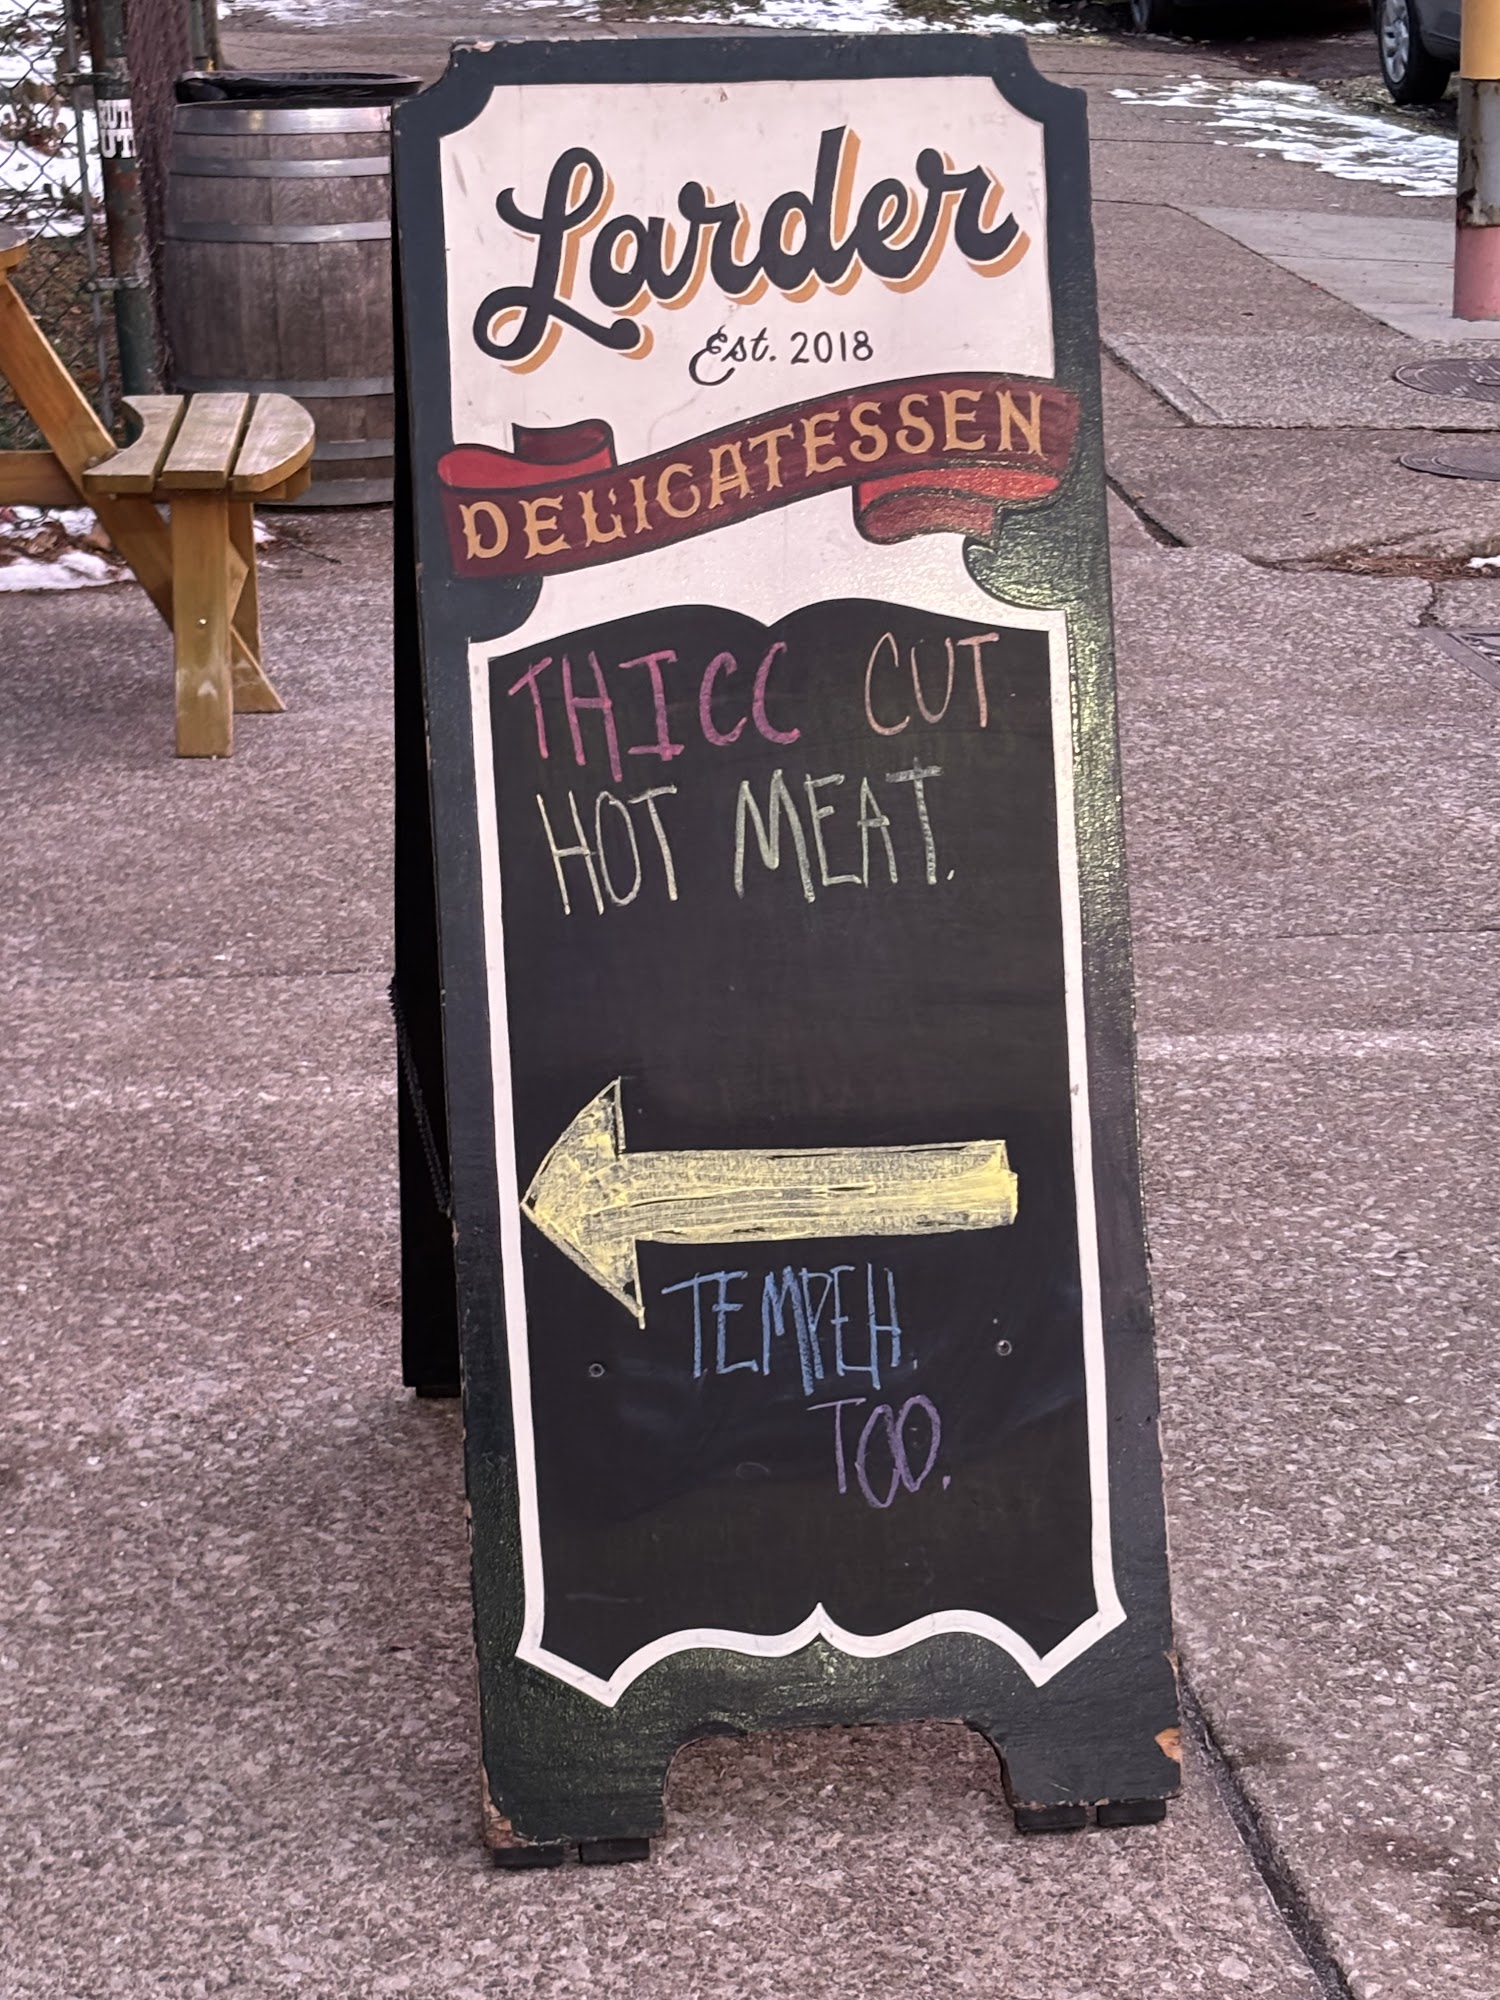 Larder
Est. 2018
DELICATESSEN
THICC CUT
HOT MEAT.
TEMPEH.
TOO.